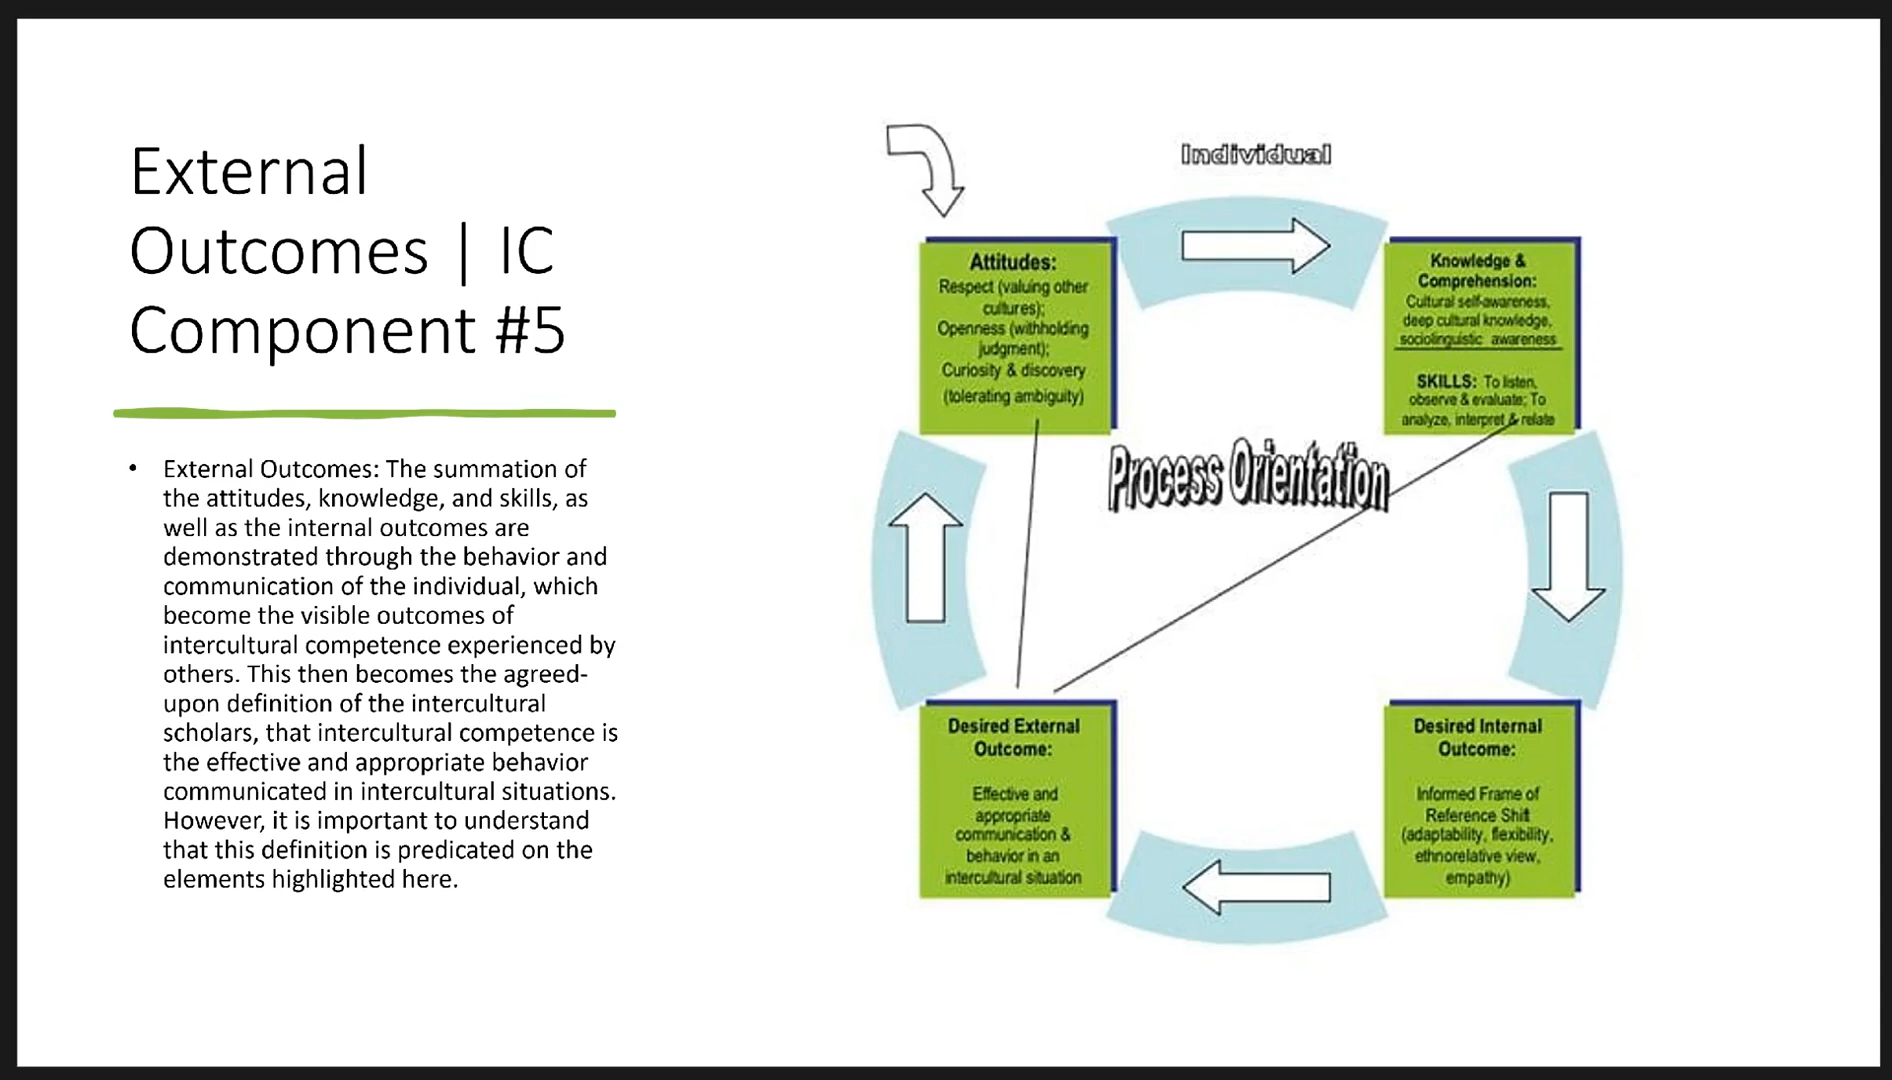 External
Outcomes | IC
Component #5
• External Outcomes: The summation of
the attitudes, knowledge, and skills, as
well as the internal outcomes are
demonstrated through the behavior and
communication of the individual, which
become the visible outcomes of
intercultural competence experienced by
others. This then becomes the agreed-
upon definition of the intercultural
scholars, that intercultural competence is
the effective and appropriate behavior
communicated in intercultural situations.
However, it is important to understand
that this definition is predicated on the
elements highlighted here.
Individual
Attitudes:
Respect (valuing other
cultures);
Openness (withholding
judgment);
Curiosity & discovery
(tolerating ambiguity)
Knowledge &
Comprehension:
Cultural self-awareness,
deep cultural knowledge,
sociolinguistic awareness
SKILLS: To listen,
observe & evaluate; To
analyze, interpret & relate
Process Orientation
Desired External
Outcome:
Effective and
appropriate
communication &
behavior in an
intercultural situation
Desired Internal
Outcome:
Informed Frame of
Reference Shift
(adaptability, flexibility,
ethnorelative view,
empathy)